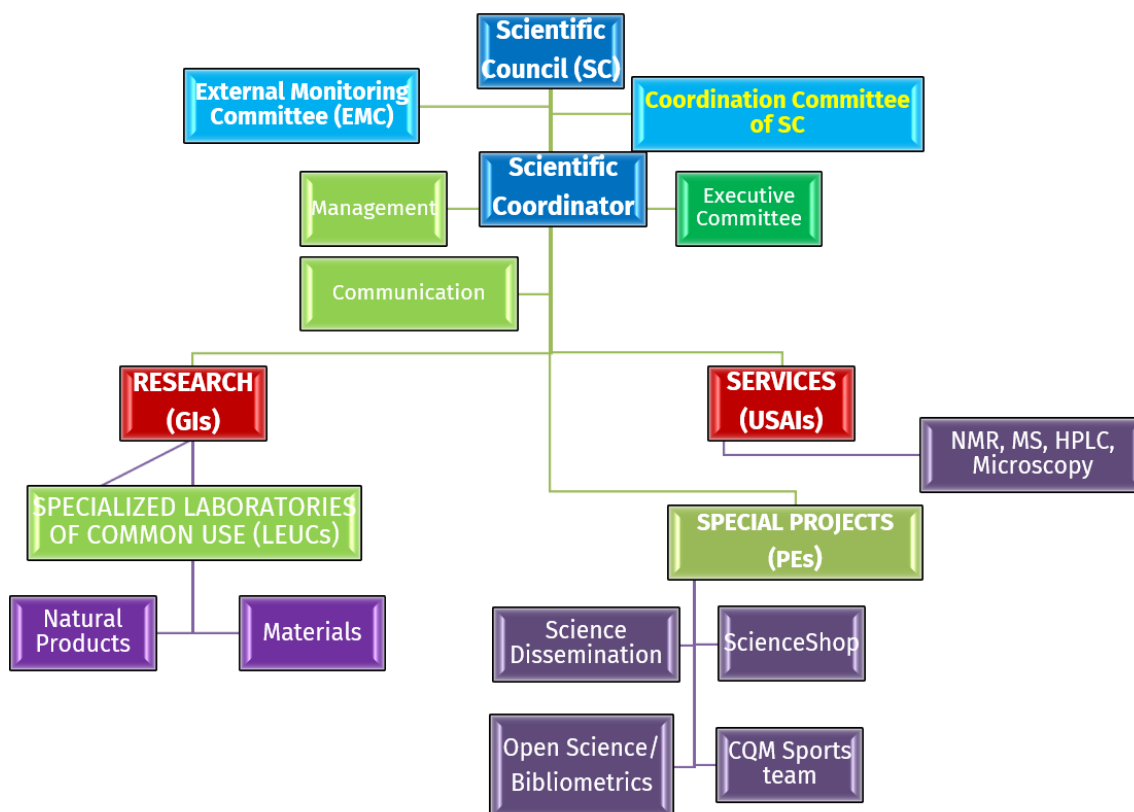 Scientific
Council (SC)
External Monitoring
Committee (EMC)
Coordination Committee
of SC
Scientific
Coordinator
Management
Executive
Committee
Communication
RESEARCH
(GIs)
SERVICES
(USAIs)
NMR, MS, HPLC,
Microscopy
SPECIALIZED LABORATORIES
OF COMMON USE (LEUCs)
SPECIAL PROJECTS
(PEs)
Natural
Products
Materials
Science
Dissemination
ScienceShop
Open Science/
Bibliometrics
CQM Sports
team